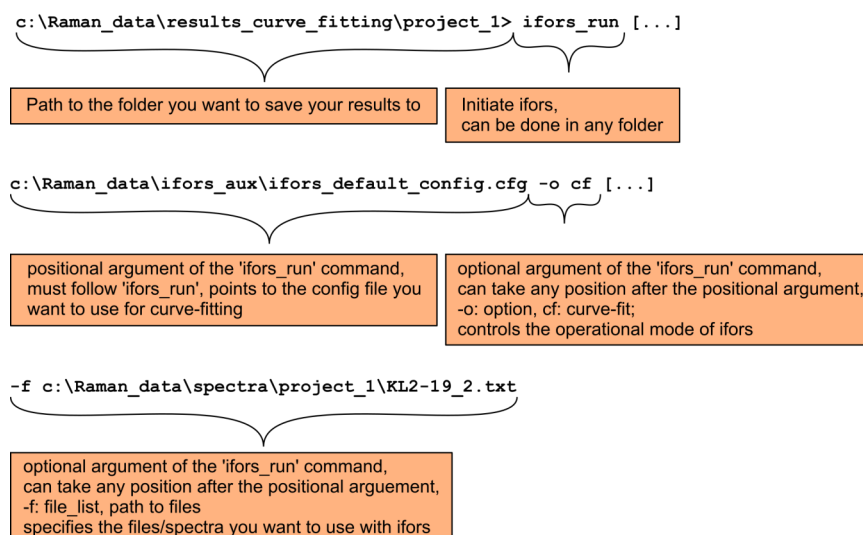 c:\Raman_data\results_curve_fitting\project_1> ifors_run [...]
Path to the folder you want to save your results to
Initiate ifors,
can be done in any folder
c:\Raman_data\ifors_aux\ifors_default_config.cfg -o cf [...]
positional argument of the 'ifors_run' command,
must follow 'ifors_run', points to the config file you
want to use for curve-fitting
optional argument of the 'ifors_run' command,
can take any position after the positional argument,
-o: option, cf: curve-fit;
controls the operational mode of ifors
-f c:\Raman_data\spectra\project_1\KL2-19_2.txt
optional argument of the 'ifors_run' command,
can take any position after the positional arguement,
-f: file_list, path to files
specifies the files/spectra you want to use with ifors